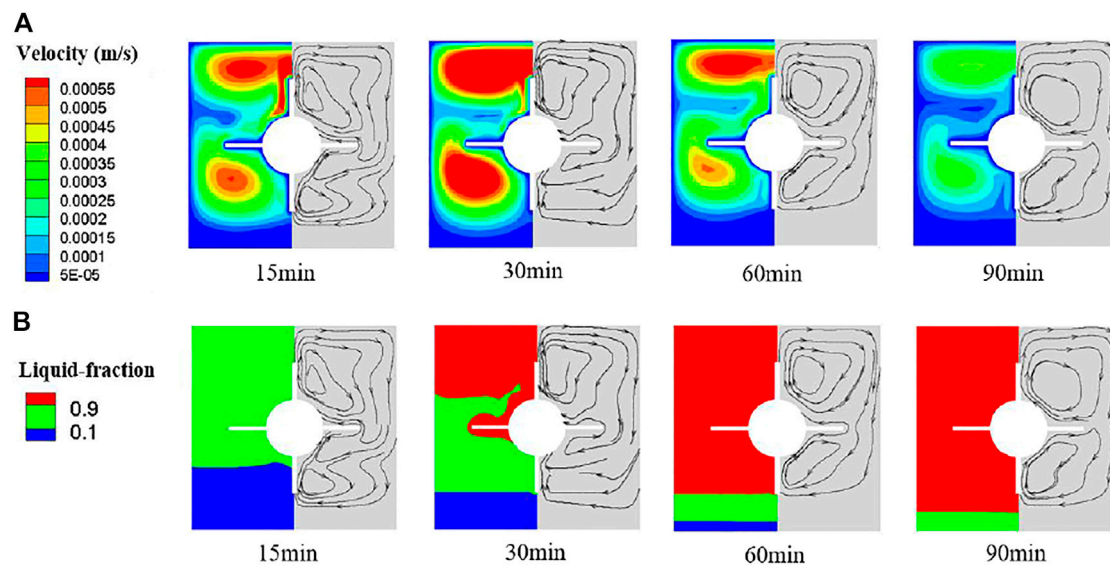 A
Velocity (m/s)
0.00055
0.0005
0.00045
0.0004
0.00035
0.0003
0.00025
0.0002
0.00015
0.0001
5E-05
15min
30min
60min
90min
B
Liquid-fraction
0.9
0.1
15min
30min
60min
90min